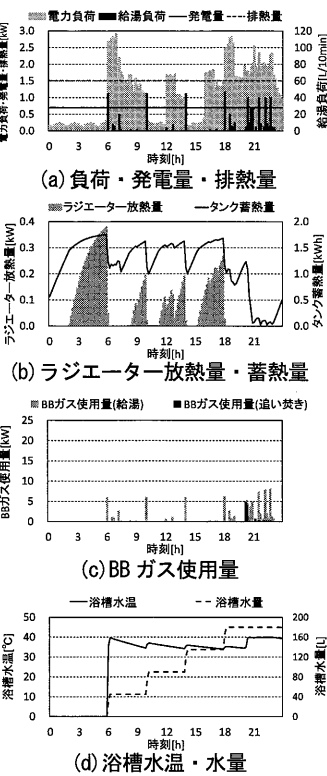 電力負荷 給湯負荷 発電量 排熱量
電力負荷・発電量・排熱量[kW]
3.0
2.5
2.0
1.5
1.0
0.5
0.0
120
100
80
60
40
20
0
給湯負荷[L/10min]
0 3 6 9 12 15 18 21
時刻[h]
(a)負荷・発電量・排熱量
ラジエーター放熱量 タンク蓄熱量
ラジエーター放熱量[kW]
0.4
0.3
0.2
0.1
0.0
2.0
1.5
1.0
0.5
0.0
タンク蓄熱量[kWh]
0 3 6 9 12 15 18 21
時刻[h]
(b)ラジエーター放熱量・蓄熱量
BBガス使用量(給湯) BBガス使用量(追い焚き)
BBガス使用量[kW]
25
20
15
10
5
0
0 3 6 9 12 15 18 21
時刻[h]
(c)BB ガス使用量
浴槽水温 浴槽水量
浴槽水温[℃]
50
40
30
20
10
0
200
160
120
80
40
0
浴槽水量[L]
0 3 6 9 12 15 18 21
時刻[h]
(d)浴槽水温・水量